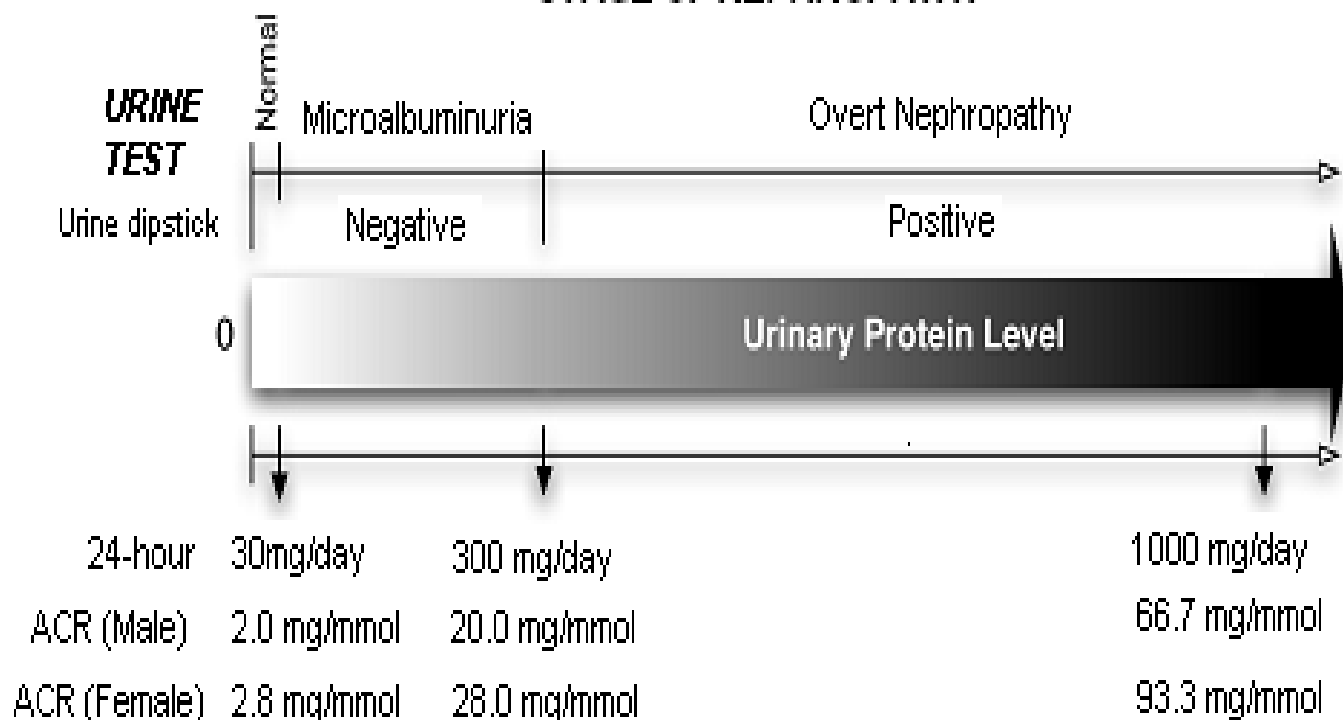 Normal
URINE
TEST
Microalbuminuria
Overt Nephropathy
Urine dipstick
Negative
Positive
0
Urinary Protein Level
24-hour 30mg/day 300 mg/day 1000 mg/day
ACR (Male) 2.0 mg/mmol 20.0 mg/mmol 66.7 mg/mmol
ACR (Female) 2.8 mg/mmol 28.0 mg/mmol 93.3 mg/mmol